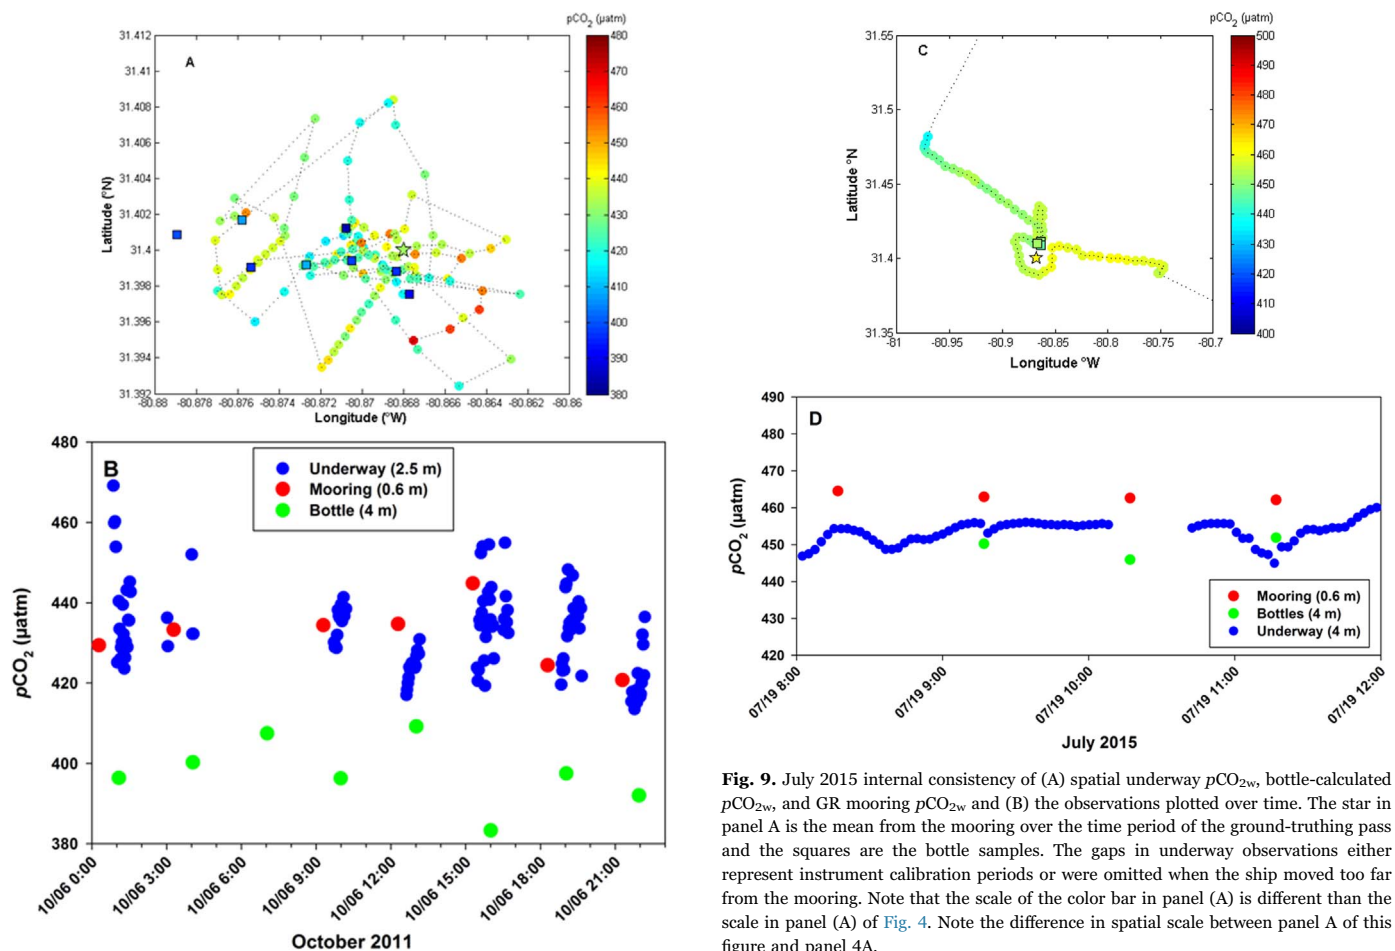 pCO2 (µatm)
A
31.412
31.41
31.408
31.406
31.404
31.402
31.4
31.398
31.396
31.394
31.392
Latitude (°N)
-80.88
-80.878
-80.876
-80.874
-80.872
-80.87
-80.868
-80.866
-80.864
-80.862
-80.86
Longitude (°W)
480
470
460
450
440
430
420
410
400
390
380
B
480
460
440
420
400
380
pCO2 (µatm)
Underway (2.5 m)
Mooring (0.6 m)
Bottle (4 m)
10/06 0:00
10/06 3:00
10/06 6:00
10/06 9:00
10/06 12:00
10/06 15:00
10/06 18:00
10/06 21:00
October 2011
pCO2 (µatm)
C
31.55
31.5
31.45
31.4
31.35
Latitude °N
-81
-80.95
-80.9
-80.85
-80.8
-80.75
-80.7
Longitude °W
500
490
480
470
460
450
440
430
420
410
400
D
490
480
470
460
450
440
430
420
pCO2 (µatm)
Mooring (0.6 m)
Bottles (4 m)
Underway (4 m)
07/19 8:00
07/19 9:00
07/19 10:00
07/19 11:00
07/19 12:00
July 2015
Fig. 9. July 2015 internal consistency of (A) spatial underway pCO2w, bottle-calculated
pCO2w, and GR mooring pCO2w and (B) the observations plotted over time. The star in
panel A is the mean from the mooring over the time period of the ground-truthing pass
and the squares are the bottle samples. The gaps in underway observations either
represent instrument calibration periods or were omitted when the ship moved too far
from the mooring. Note that the scale of the color bar in panel (A) is different than the
scale in panel (A) of Fig. 4. Note the difference in spatial scale between panel A of this
figure and panel 4A.